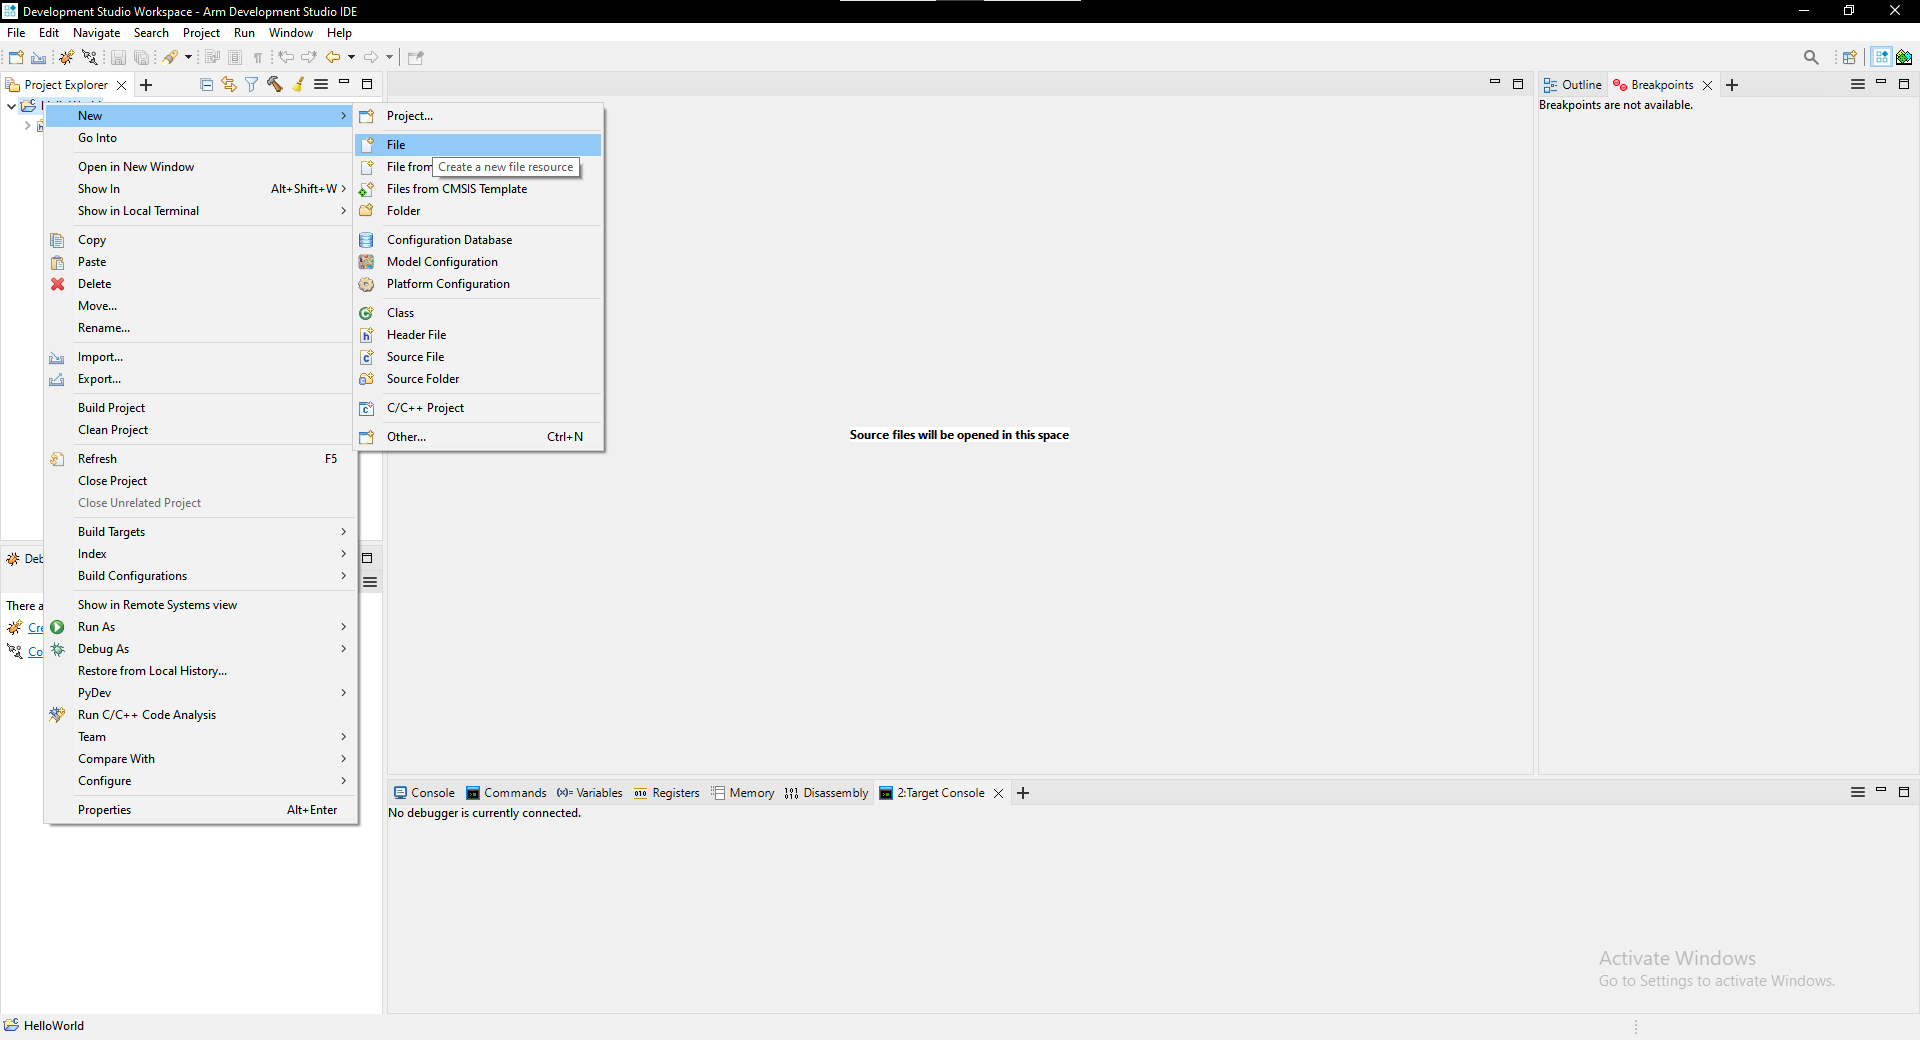 Development Studio Workspace - Arm Development Studio IDE
File Edit Navigate Search Project Run Window Help
Project Explorer
Outline Breakpoints
Breakpoints are not available.
New
Go Into
Open in New Window
Show In Alt+Shift+W
Show in Local Terminal
Copy
Paste
Delete
Move...
Rename...
Import...
Export...
Build Project
Clean Project
Refresh F5
Close Project
Close Unrelated Project
Build Targets
Index
Build Configurations
Show in Remote Systems view
Run As
Debug As
Restore from Local History...
PyDev
Run C/C++ Code Analysis
Team
Compare With
Configure
Properties Alt+Enter
Project...
File
File from
Create a new file resource
Files from CMSIS Template
Folder
Configuration Database
Model Configuration
Platform Configuration
Class
Header File
Source File
Source Folder
C/C++ Project
Other... Ctrl+N
Deb
There a
Cre
Co
Source files will be opened in this space
Console Commands Variables Registers Memory Disassembly 2:Target Console
No debugger is currently connected.
Activate Windows
Go to Settings to activate Windows.
HelloWorld